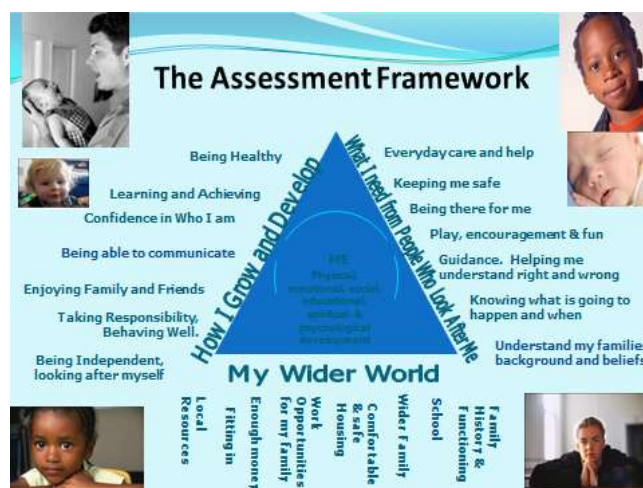 The Assessment Framework
Being Healthy
Learning and Achieving
Confidence in Who I am
Being able to communicate
Enjoying Family and Friends
Taking Responsibility,
Behaving Well.
Being Independent,
looking after myself
How I Grow and Develop
What I need from People Who Look After Me
Everyday care and help
Keeping me safe
Being there for me
Play, encouragement & fun
Guidance. Helping me
understand right and wrong
Knowing what is going to
happen and when
Understand my families
background and beliefs
ME
Physical,
emotional, social,
educational,
spiritual &
psychological
development
My Wider World
Local
Resources
Fitting in
Enough money
for my family
Work
Opportunities
Housing
Comfortable
& safe
Wider Family
School
Family
History &
Functioning